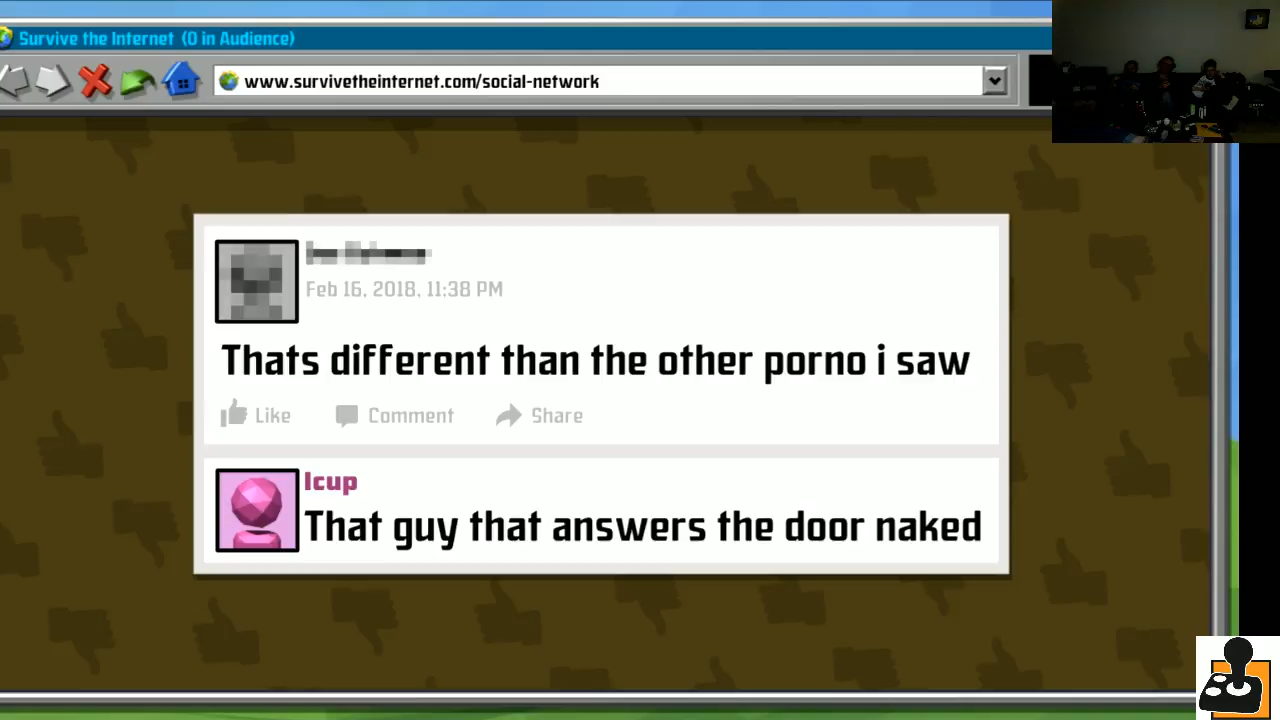 Survive the Internet (0 in Audience)
www.survivetheinternet.com/social-network
Feb 16, 2018, 11:38 PM
Thats different than the other porno i saw
Like Comment Share
Icup
That guy that answers the door naked